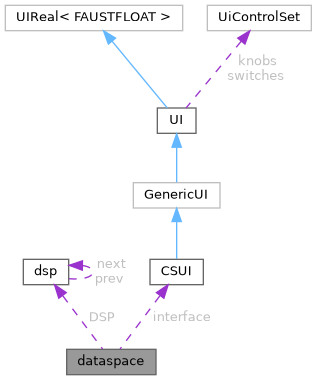 UIReal< FAUSTFLOAT >
UiControlSet
knobs
switches
UI
GenericUI
dsp
next
prev
CSUI
DSP
interface
dataspace